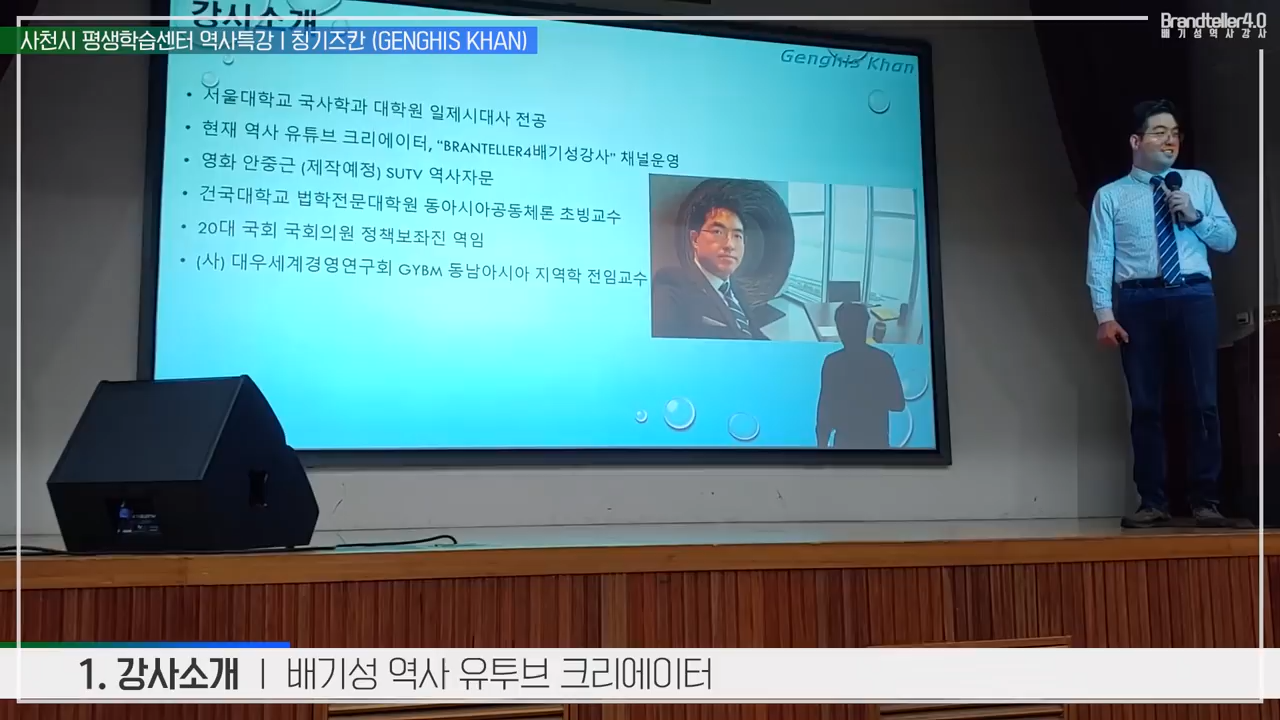 강사소개
사천시 평생학습센터 역사특강 | 칭기즈칸 (GENGHIS KHAN)
Brandteller4.0
배기성역사강사
Genghis Khan
• 서울대학교 국사학과 대학원 일제시대사 전공
• 현재 역사 유튜브 크리에이터, “BRANTELLER4배기성강사” 채널운영
• 영화 안중근 (제작예정) SUTV 역사자문
• 건국대학교 법학전문대학원 동아시아공동체론 초빙교수
• 20대 국회 국회의원 정책보좌진 역임
• (사) 대우세계경영연구회 GYBM 동남아시아 지역학 전임교수
1. 강사소개 | 배기성 역사 유투브 크리에이터